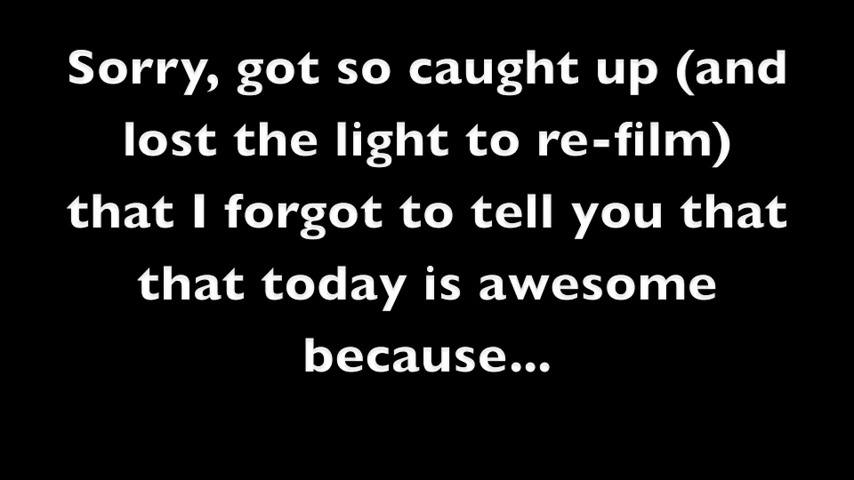 Sorry, got so caught up (and
lost the light to re-film)
that I forgot to tell you that
that today is awesome
because...